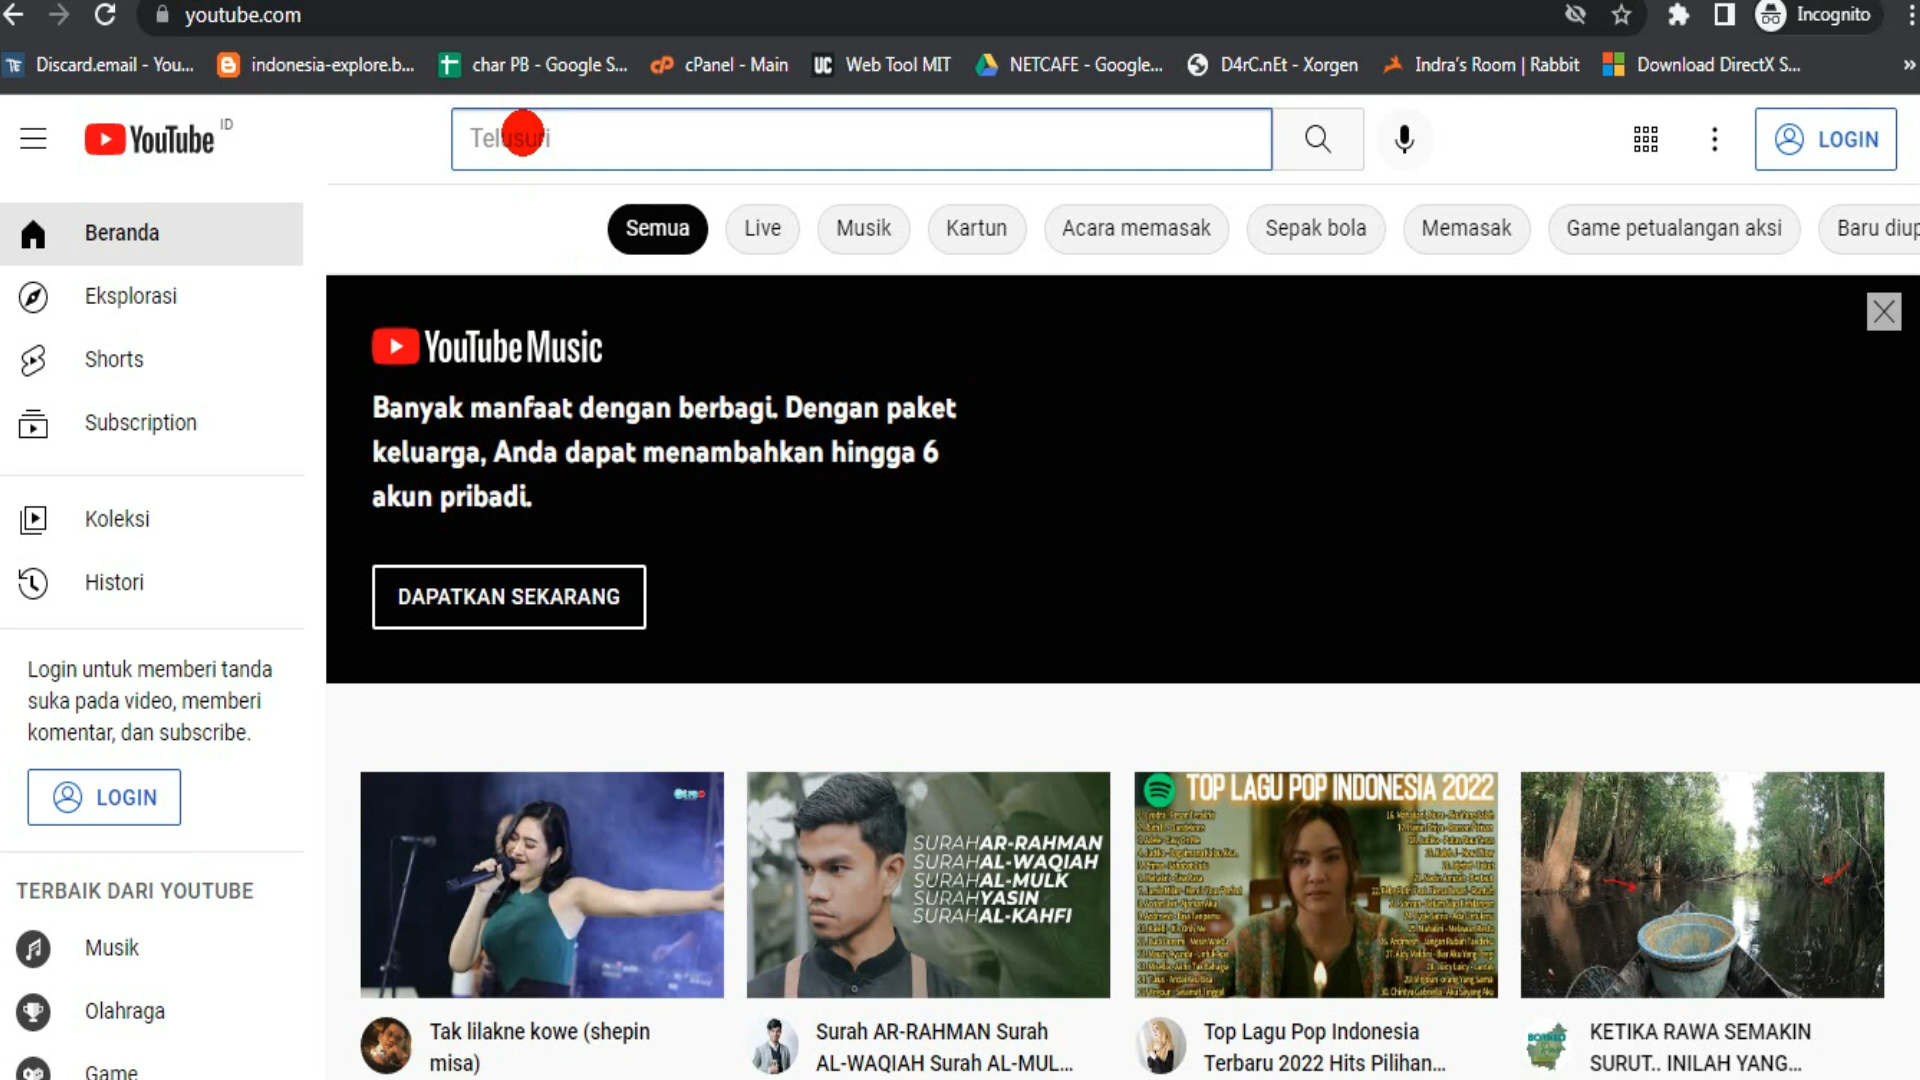 youtube.com
Incognito
Discard.email - You...
indonesia-explore.b...
char PB - Google S...
cP cPanel - Main
UC Web Tool MIT
NETCAFE - Google...
D4rC.nEt - Xorgen
Indra's Room | Rabbit
Download DirectX S...
»
YouTube ID
Telusuri
LOGIN
Semua
Live
Musik
Kartun
Acara memasak
Sepak bola
Memasak
Game petualangan aksi
Baru diup
Beranda
Eksplorasi
Shorts
Subscription
Koleksi
Histori
Login untuk memberi tanda
suka pada video, memberi
komentar, dan subscribe.
LOGIN
TERBAIK DARI YOUTUBE
Musik
Olahraga
Game
YouTube Music
Banyak manfaat dengan berbagi. Dengan paket
keluarga, Anda dapat menambahkan hingga 6
akun pribadi.
DAPATKAN SEKARANG
SURAH AR-RAHMAN
SURAH AL-WAQIAH
SURAH AL-MULK
SURAH YASIN
SURAH AL-KAHFI
TOP LAGU POP INDONESIA 2022
Tak lilakne kowe (shepin
misa)
Surah AR-RAHMAN Surah
AL-WAQIAH Surah AL-MUL...
Top Lagu Pop Indonesia
Terbaru 2022 Hits Pilihan...
KETIKA RAWA SEMAKIN
SURUT.. INILAH YANG...